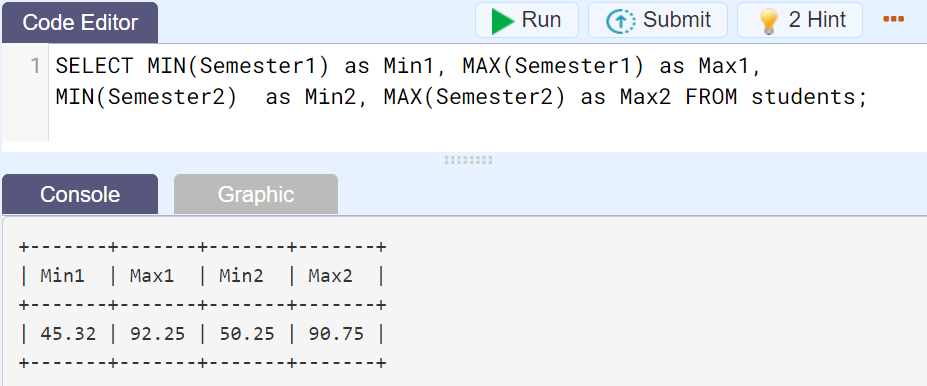 Code Editor Run Submit 2 Hint
1 SELECT MIN(Semester1) as Min1, MAX(Semester1) as Max1,
MIN(Semester2)  as Min2, MAX(Semester2) as Max2 FROM students;
Console Graphic
+-------+-------+-------+-------+
| Min1  | Max1  | Min2  | Max2  |
+-------+-------+-------+-------+
| 45.32 | 92.25 | 50.25 | 90.75 |
+-------+-------+-------+-------+